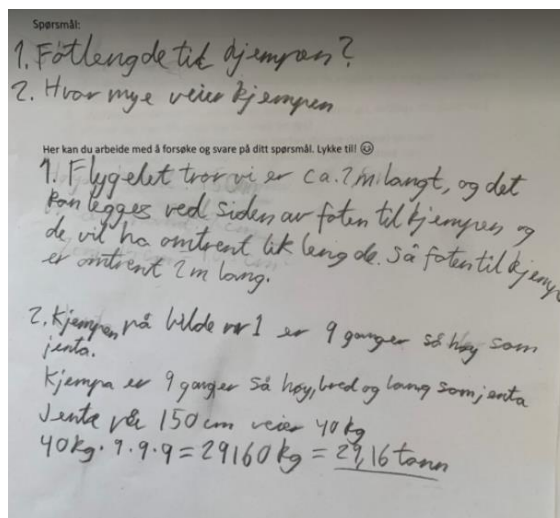 Spørsmål:
1. Fotlengde til kjempen?
2. Hvor mye veier kjempen
Her kan du arbeide med å forsøke og svare på ditt spørsmål. Lykke til! ☺
1. Flygelet tror vi er ca. 2 m langt, og det
kan legges ved siden av foten til kjempen og
de vil ha omtrent lik lengde. Så foten til kjemp
er omtrent 2 m lang.
2. Kjempen på bilde nr 1 er 9 ganger så høy som
jenta.
Kjempa er 9 ganger så høy, bred og lang som jenta
Jenta på 150 cm veier 40 kg
40 kg · 9 · 9 · 9 = 29160 kg = 29,16 tonn